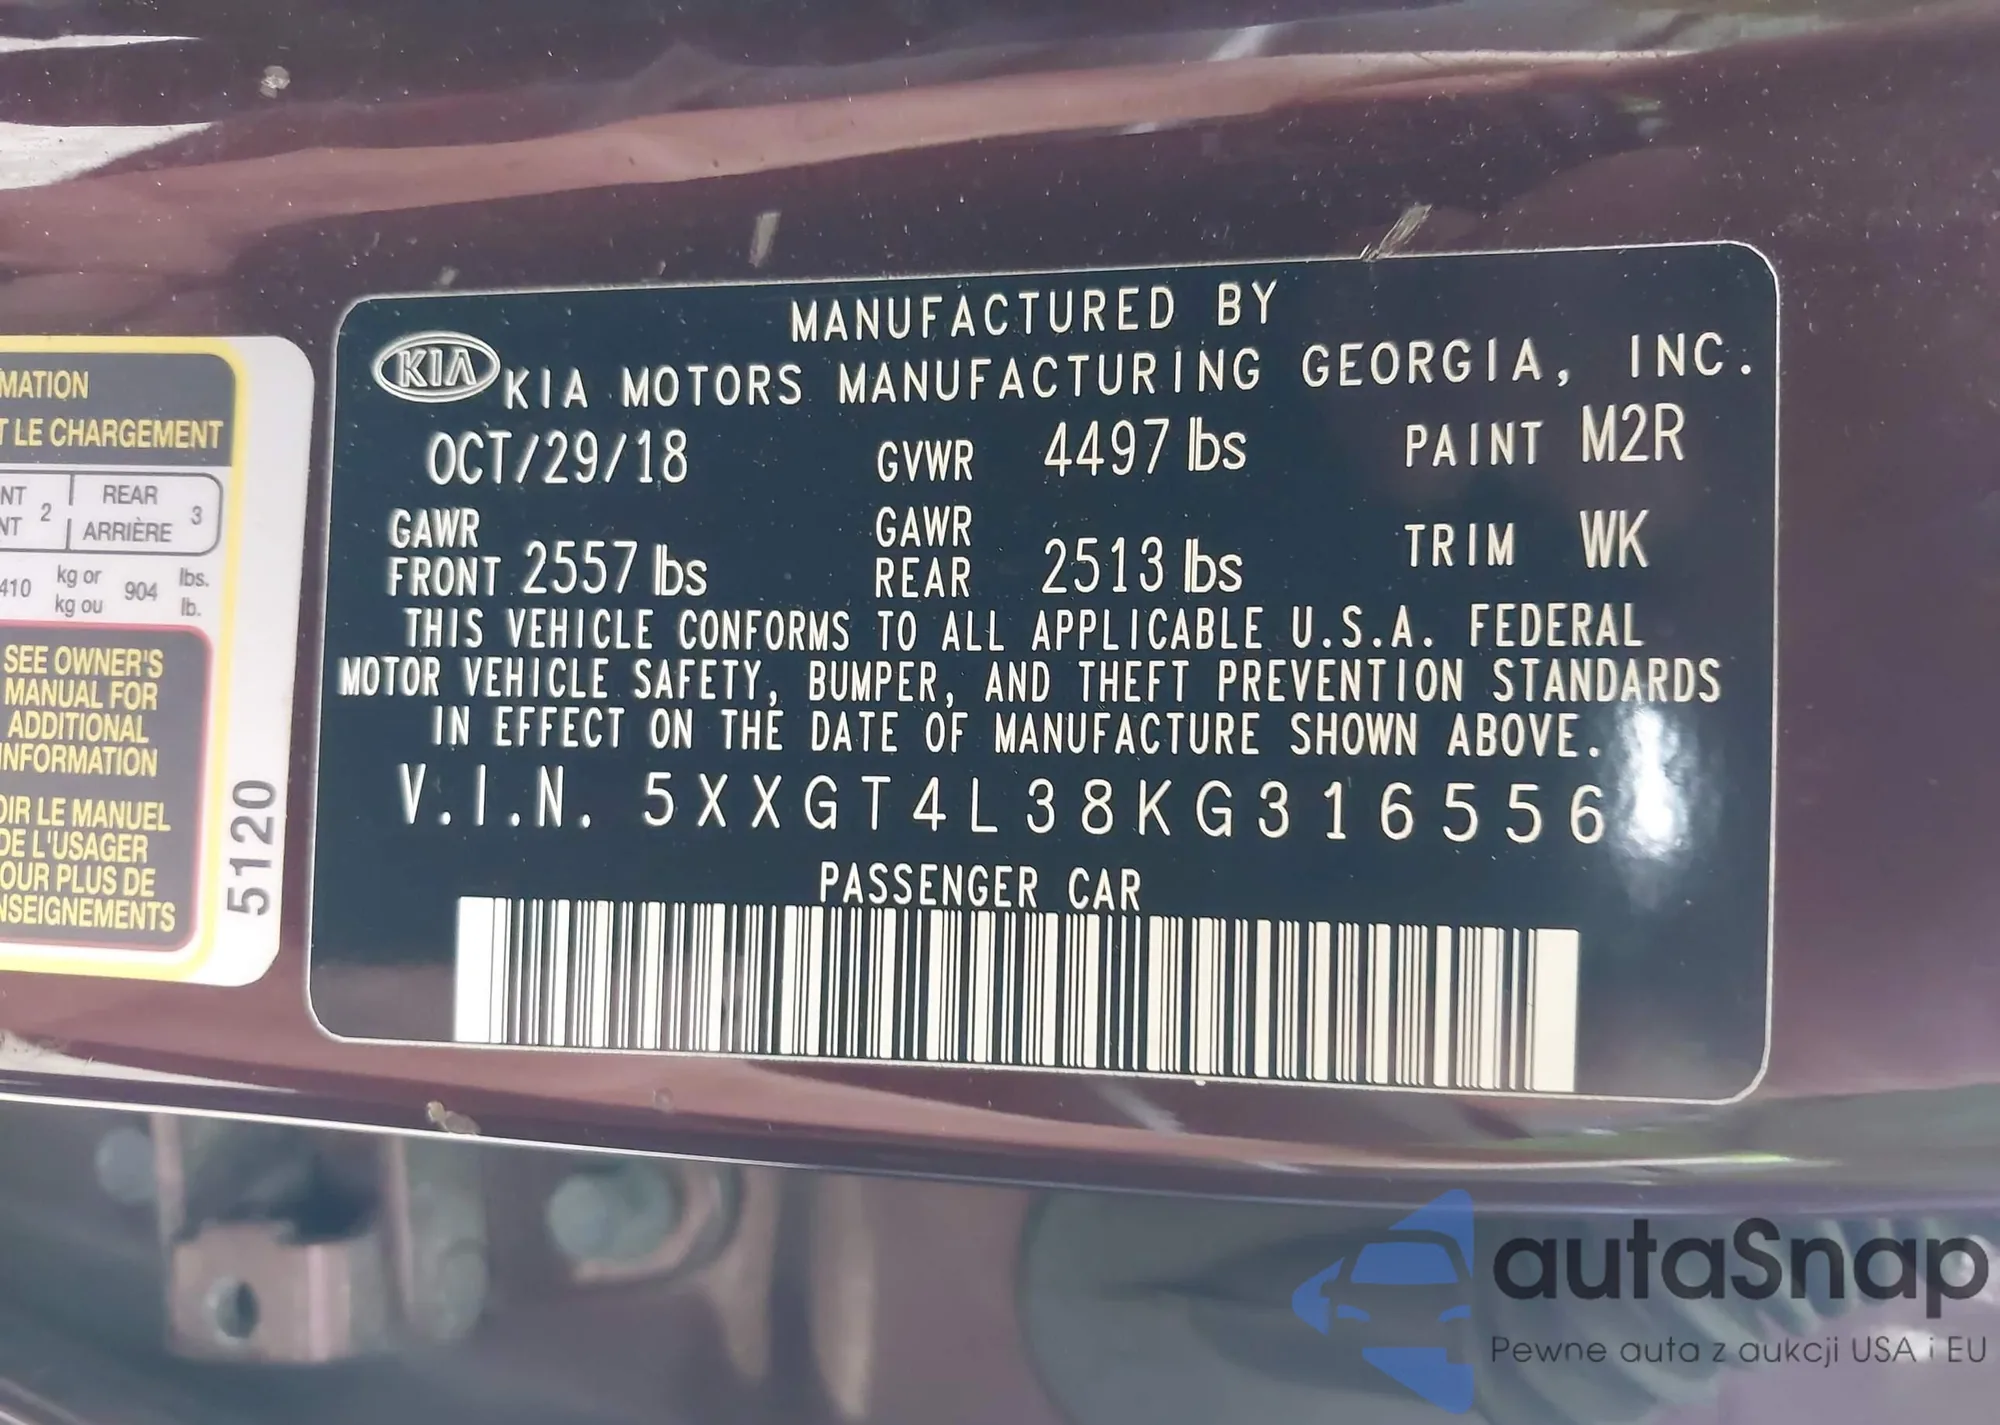 MATION
T LE CHARGEMENT
NT 2 REAR 3
NT ARRIÈRE
410 kg or 904 lbs.
kg ou lb.
SEE OWNER'S
MANUAL FOR
ADDITIONAL
INFORMATION
OIR LE MANUEL
DE L'USAGER
OUR PLUS DE
NSEIGNEMENTS
5120
MANUFACTURED BY
KIA KIA MOTORS MANUFACTURING GEORGIA, INC.
OCT/29/18 GVWR 4497 lbs PAINT M2R
GAWR FRONT 2557 lbs GAWR REAR 2513 lbs TRIM WK
THIS VEHICLE CONFORMS TO ALL APPLICABLE U.S.A. FEDERAL
MOTOR VEHICLE SAFETY, BUMPER, AND THEFT PREVENTION STANDARDS
IN EFFECT ON THE DATE OF MANUFACTURE SHOWN ABOVE.
V.I.N. 5XXGT4L38KG316556
PASSENGER CAR
autaSnap
Pewne auta z aukcji USA i EU